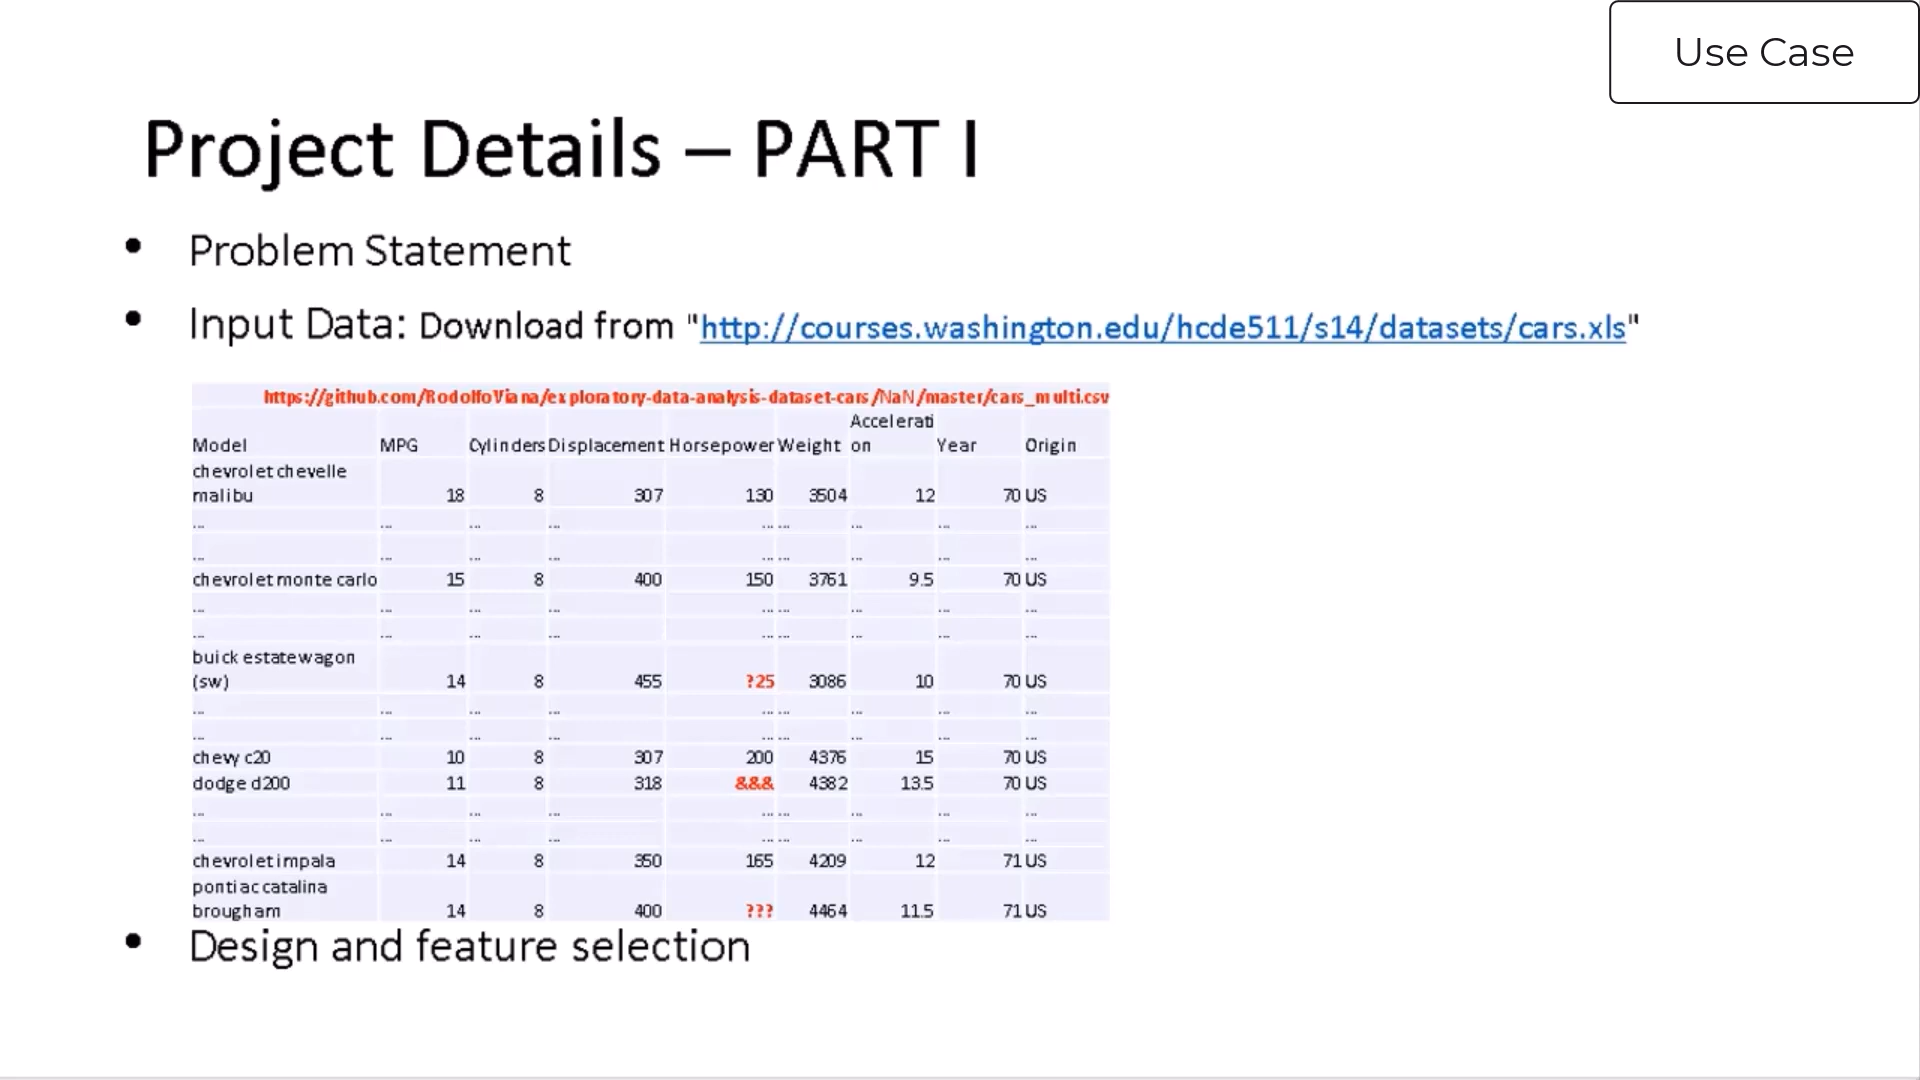 Use Case
Project Details – PART I
• Problem Statement
• Input Data: Download from "http://courses.washington.edu/hcde511/s14/datasets/cars.xls"
https://github.com/RodolfoViana/exploratory-data-analysis-dataset-cars/NaN/master/cars_multi.csv
Model MPG Cylinders Displacement Horsepower Weight Accelerati on Year Origin
chevrolet chevelle
malibu 18 8 307 130 3504 12 70 US
... ... ... ... ... ... ... ... ...
... ... ... ... ... ... ... ... ...
chevrolet monte carlo 15 8 400 150 3761 9.5 70 US
... ... ... ... ... ... ... ... ...
... ... ... ... ... ... ... ... ...
buick estate wagon
(sw) 14 8 455 ?25 3086 10 70 US
... ... ... ... ... ... ... ... ...
... ... ... ... ... ... ... ... ...
chevy c20 10 8 307 200 4376 15 70 US
dodge d200 11 8 318 &&& 4382 13.5 70 US
... ... ... ... ... ... ... ... ...
... ... ... ... ... ... ... ... ...
chevrolet impala 14 8 350 165 4209 12 71 US
pontiac catalina
brougham 14 8 400 ??? 4464 11.5 71 US
• Design and feature selection